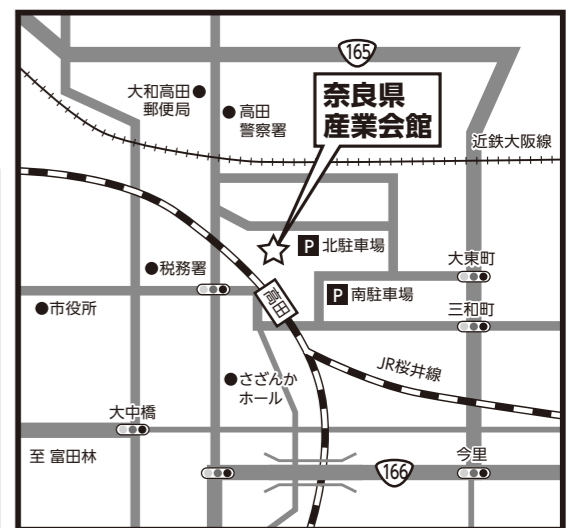 165
大和高田
郵便局
高田
警察署
奈良県
産業会館
近鉄大阪線
P 北駐車場
税務署
大東町
P 南駐車場
高田
市役所
三和町
JR桜井線
さざんか
ホール
大中橋
至 富田林
166
今里